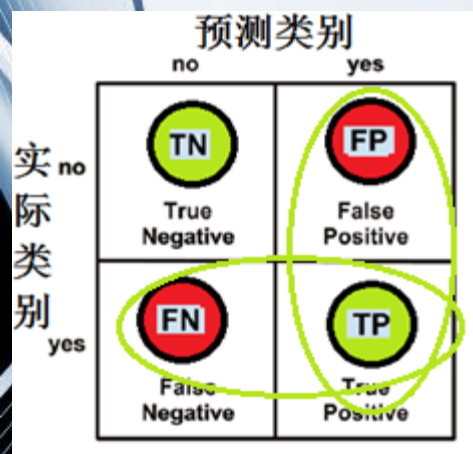 预测类别
no yes
实际类别
no
TN FP
True Negative
False Positive
yes
FN TP
False Negative
True Positive